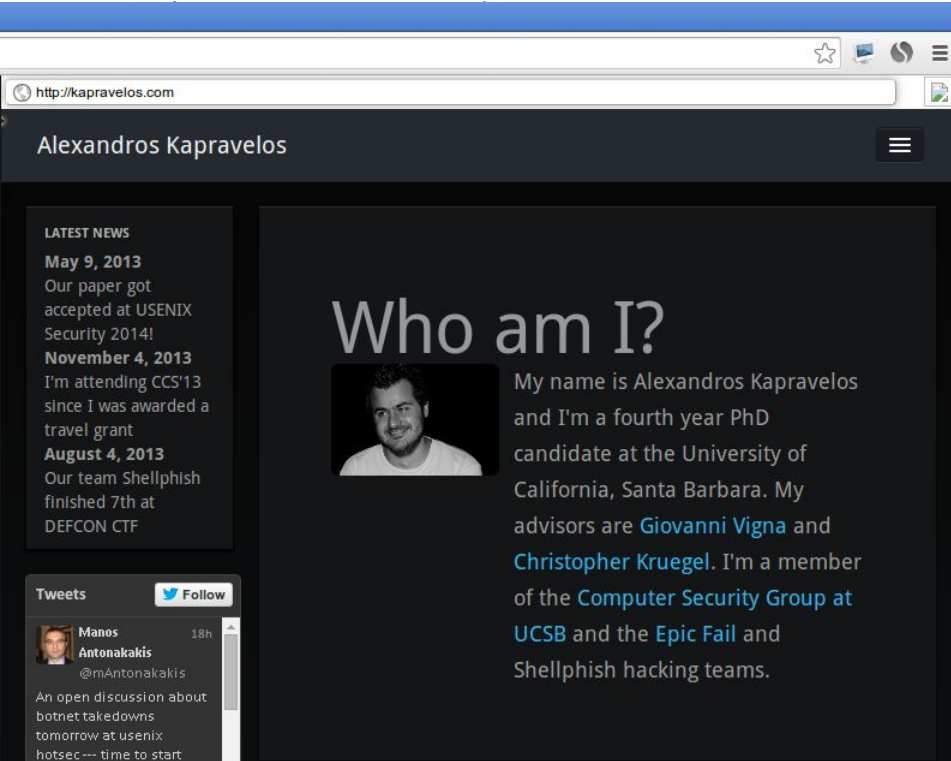 http://kapravelos.com
Alexandros Kapravelos
LATEST NEWS
May 9, 2013
Our paper got
accepted at USENIX
Security 2014!
November 4, 2013
I'm attending CCS'13
since I was awarded a
travel grant
August 4, 2013
Our team Shellphish
finished 7th at
DEFCON CTF
Tweets
Follow
Manos
Antonakakis
18h
@mAntonakakis
An open discussion about
botnet takedowns
tomorrow at usenix
hotsec --- time to start
Who am I?
My name is Alexandros Kapravelos
and I'm a fourth year PhD
candidate at the University of
California, Santa Barbara. My
advisors are Giovanni Vigna and
Christopher Kruegel. I'm a member
of the Computer Security Group at
UCSB and the Epic Fail and
Shellphish hacking teams.